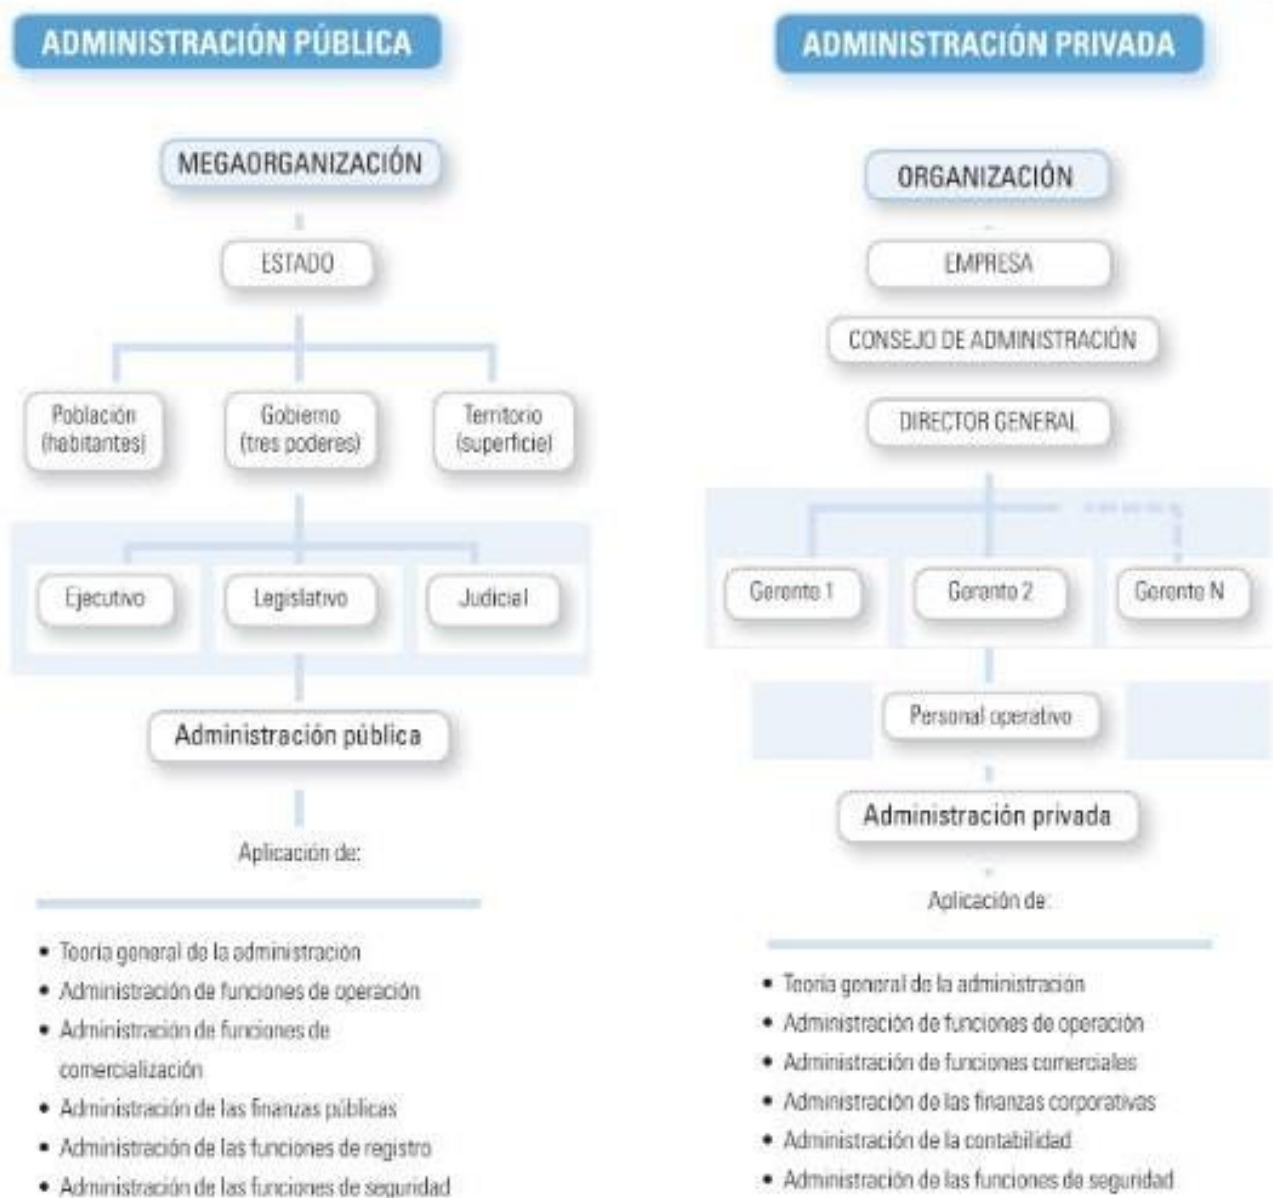 ADMINISTRACIÓN PÚBLICA
MEGAORGANIZACIÓN
ESTADO
Población
(habitantes)
Gobierno
(tres poderes)
Territorio
(superficie)
Ejecutivo
Legislativo
Judicial
Administración pública
Aplicación de:
• Teoría general de la administración
• Administración de funciones de operación
• Administración de funciones de
comercialización
• Administración de las finanzas públicas
• Administración de las funciones de registro
• Administración de las funciones de seguridad
ADMINISTRACIÓN PRIVADA
ORGANIZACIÓN
EMPRESA
CONSEJO DE ADMINISTRACIÓN
DIRECTOR GENERAL
Gerente 1
Gerente 2
Gerente N
Personal operativo
Administración privada
Aplicación de:
• Teoría general de la administración
• Administración de funciones de operación
• Administración de funciones comerciales
• Administración de las finanzas corporativas
• Administración de la contabilidad
• Administración de las funciones de seguridad